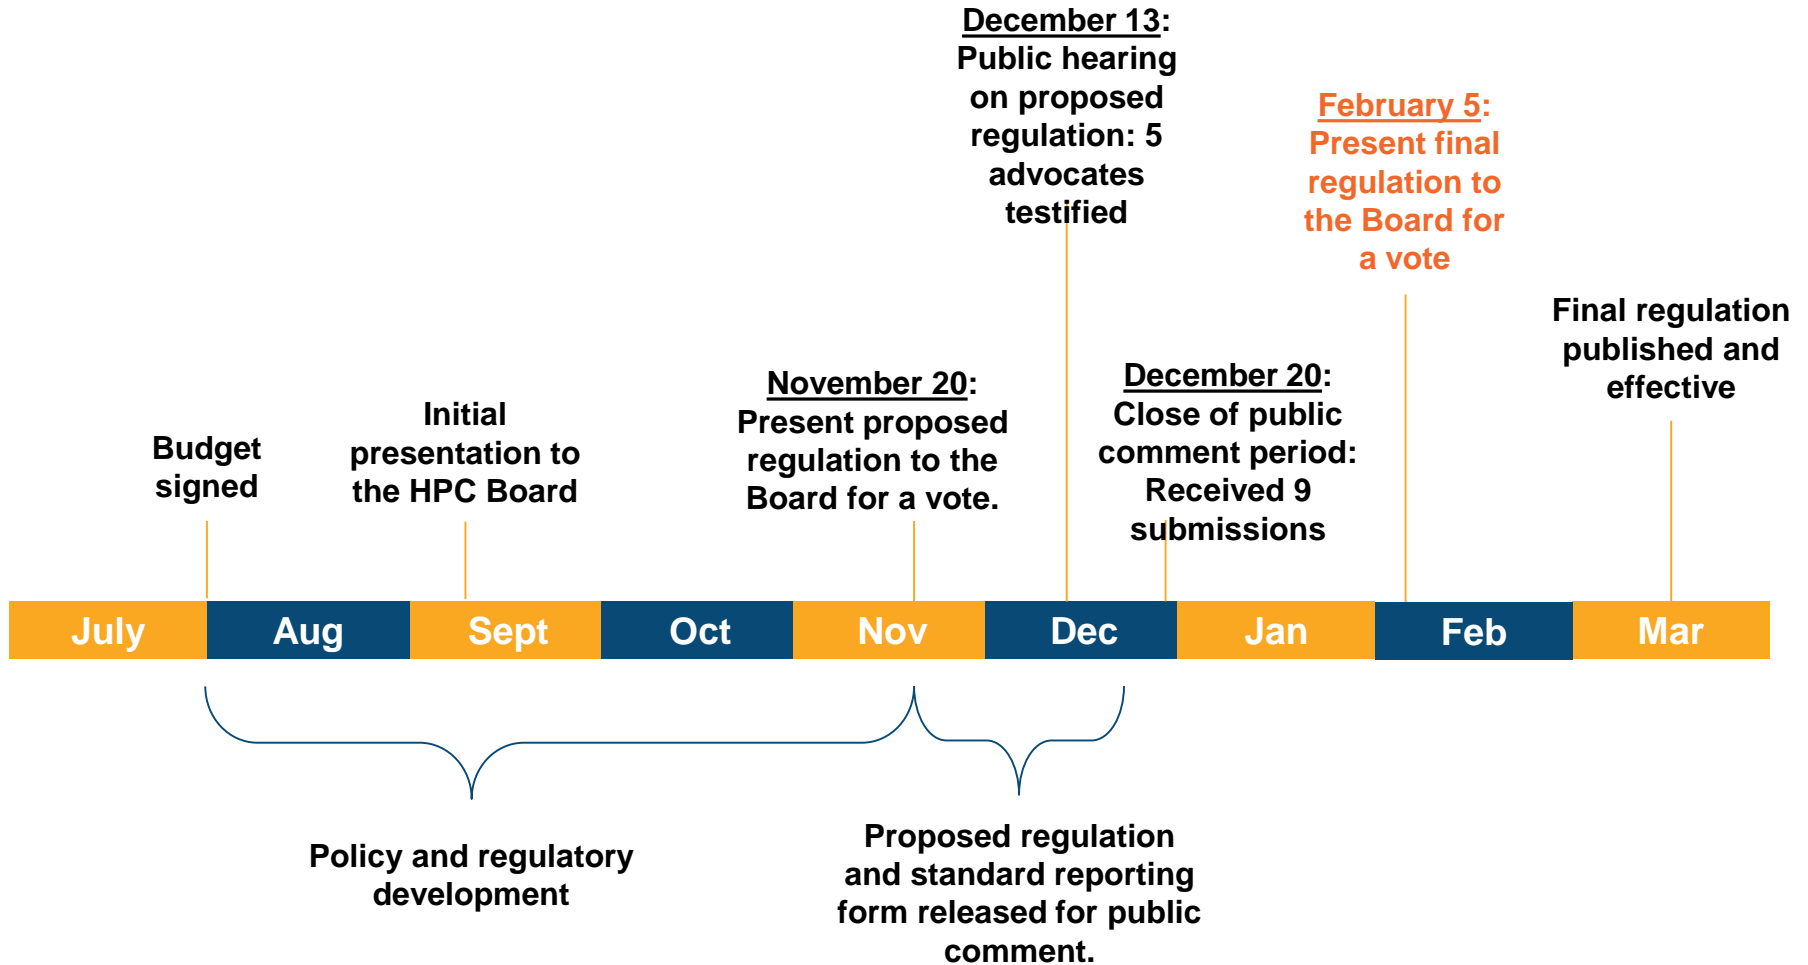 December 13:
Public hearing
on proposed
regulation: 5
advocates
testified
February 5:
Present final
regulation to
the Board for
a vote
Final regulation
published and
effective
November 20:
Present proposed
regulation to the
Board for a vote.
December 20:
Close of public
comment period:
Received 9
submissions
Initial
presentation to
the HPC Board
Budget
signed
July
Aug
Sept
Oct
Nov
Dec
Jan
Feb
Mar
Policy and regulatory
development
Proposed regulation
and standard reporting
form released for public
comment.